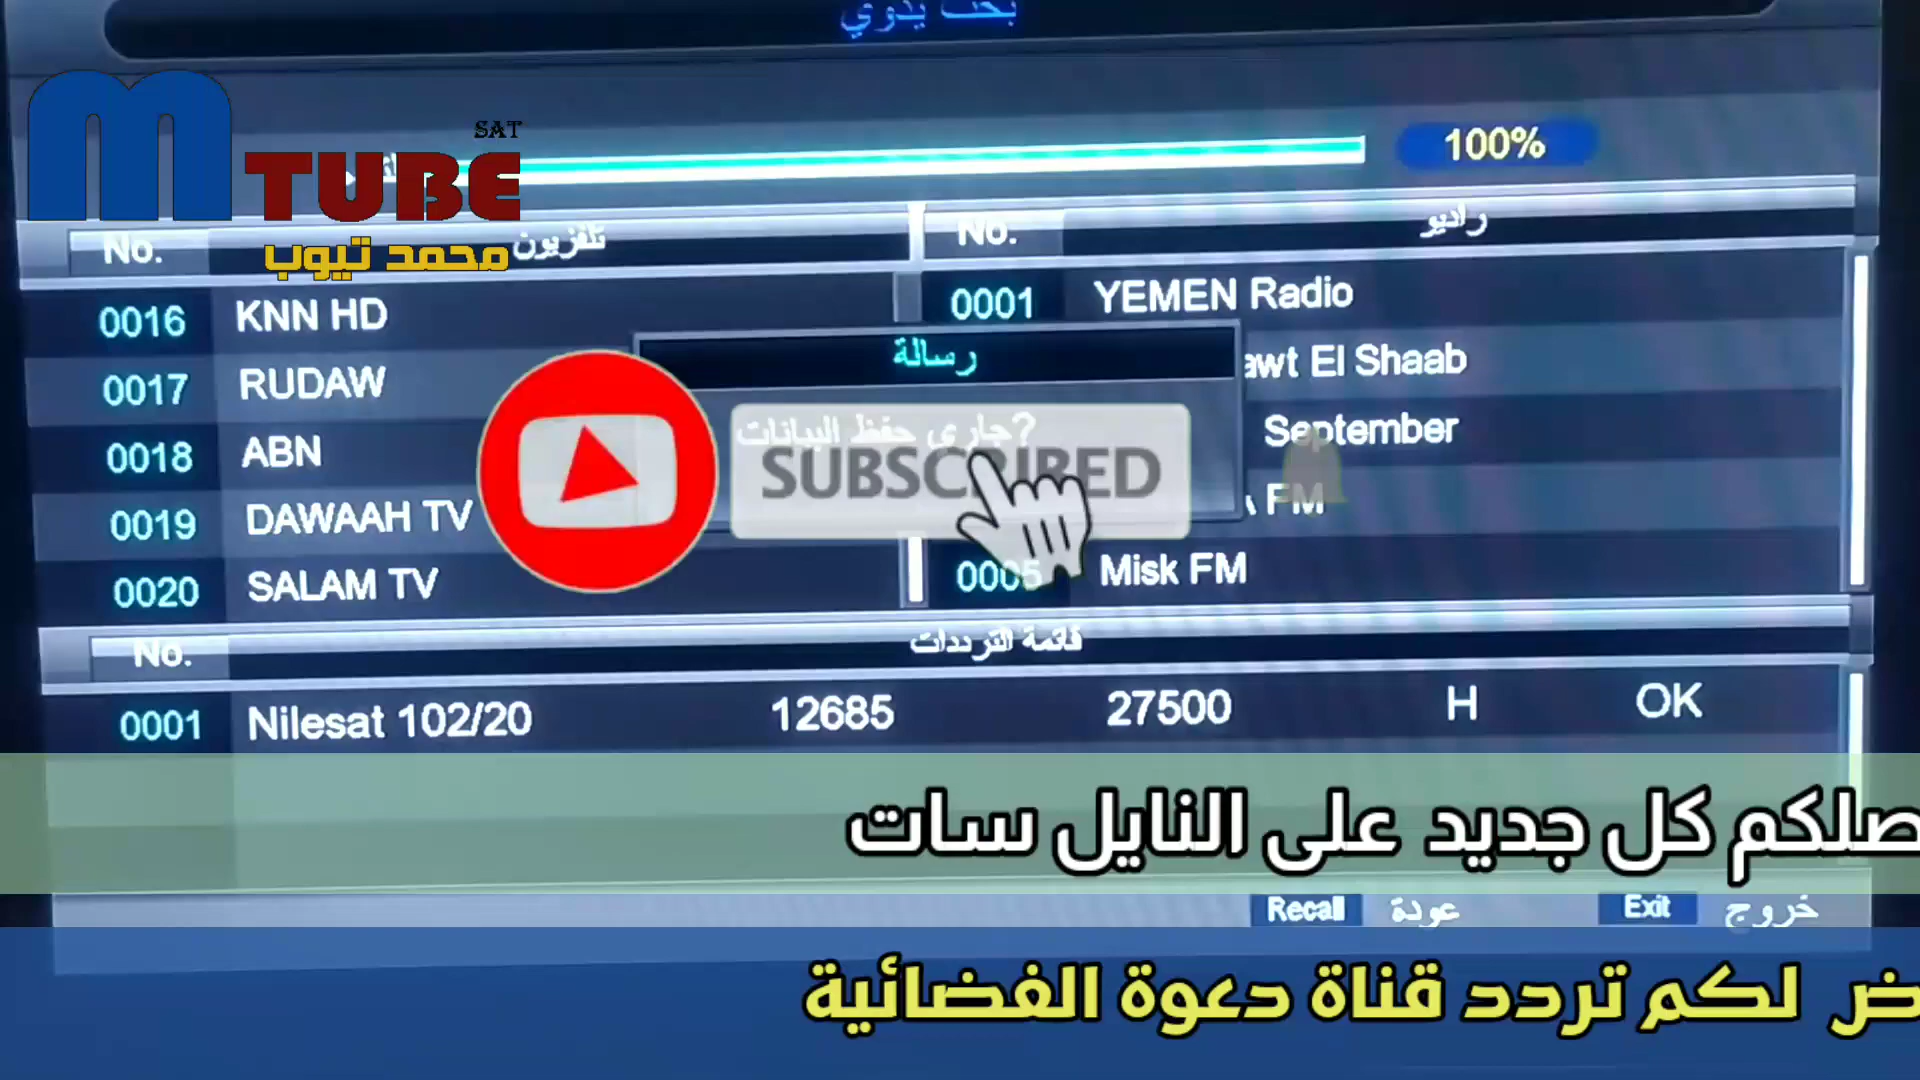 بحث يدوي
SAT
TUBE
محمد تيوب
100%
No. تلفزيون
No. راديو
0016 KNN HD
0017 RUDAW
0018 ABN
0019 DAWAAH TV
0020 SALAM TV
0001 YEMEN Radio
awt El Shaab
September
FM
0005 Misk FM
رسالة
جاري حفظ البيانات?
SUBSCRIBED
No. قائمة الترددات
0001 Nilesat 102/20 12685 27500 H OK
صلكم كل جديد على النايل سات
Recall عودة Exit خروج
ض لكم تردد قناة دعوة الفضائية